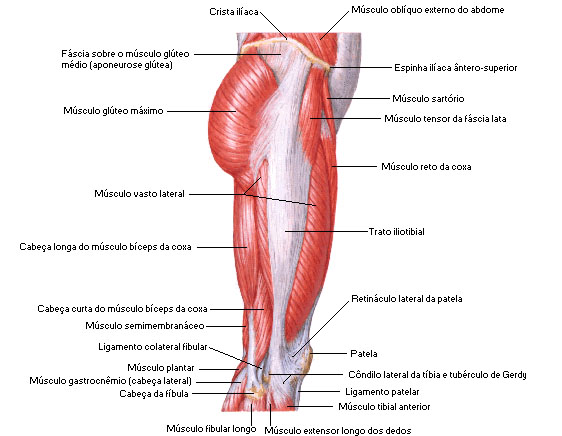 Crista ilíaca
Músculo oblíquo externo do abdome
Fáscia sobre o músculo glúteo
médio (aponeurose glútea)
Espinha ilíaca ântero-superior
Músculo sartório
Músculo glúteo máximo
Músculo tensor da fáscia lata
Músculo reto da coxa
Músculo vasto lateral
Trato iliotibial
Cabeça longa do músculo bíceps da coxa
Retináculo lateral da patela
Cabeça curta do músculo bíceps da coxa
Músculo semimembranáceo
Ligamento colateral fibular
Patela
Músculo plantar
Côndilo lateral da tíbia e tubérculo de Gerdy
Músculo gastrocnêmio (cabeça lateral)
Cabeça da fíbula
Ligamento patelar
Músculo tibial anterior
Músculo fibular longo
Músculo extensor longo dos dedos